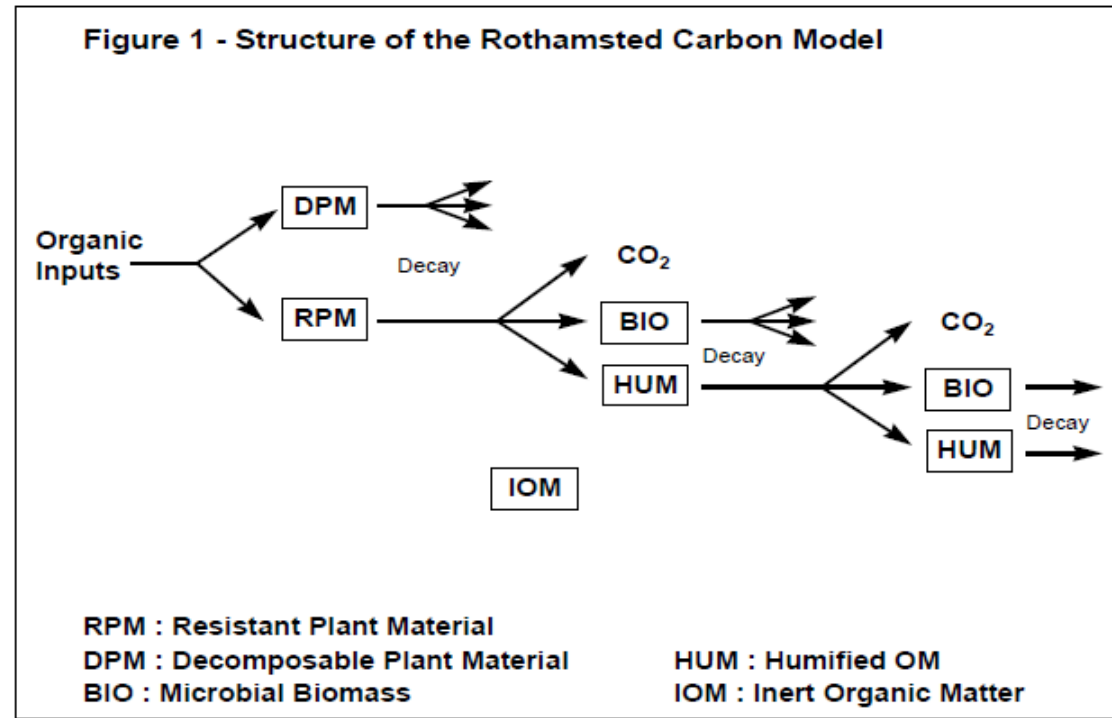 Figure 1 - Structure of the Rothamsted Carbon Model
DPM
Organic
Inputs
Decay
CO₂
RPM
BIO
CO₂
Decay
HUM
BIO
Decay
HUM
IOM
RPM : Resistant Plant Material
DPM : Decomposable Plant Material
HUM : Humified OM
BIO : Microbial Biomass
IOM : Inert Organic Matter